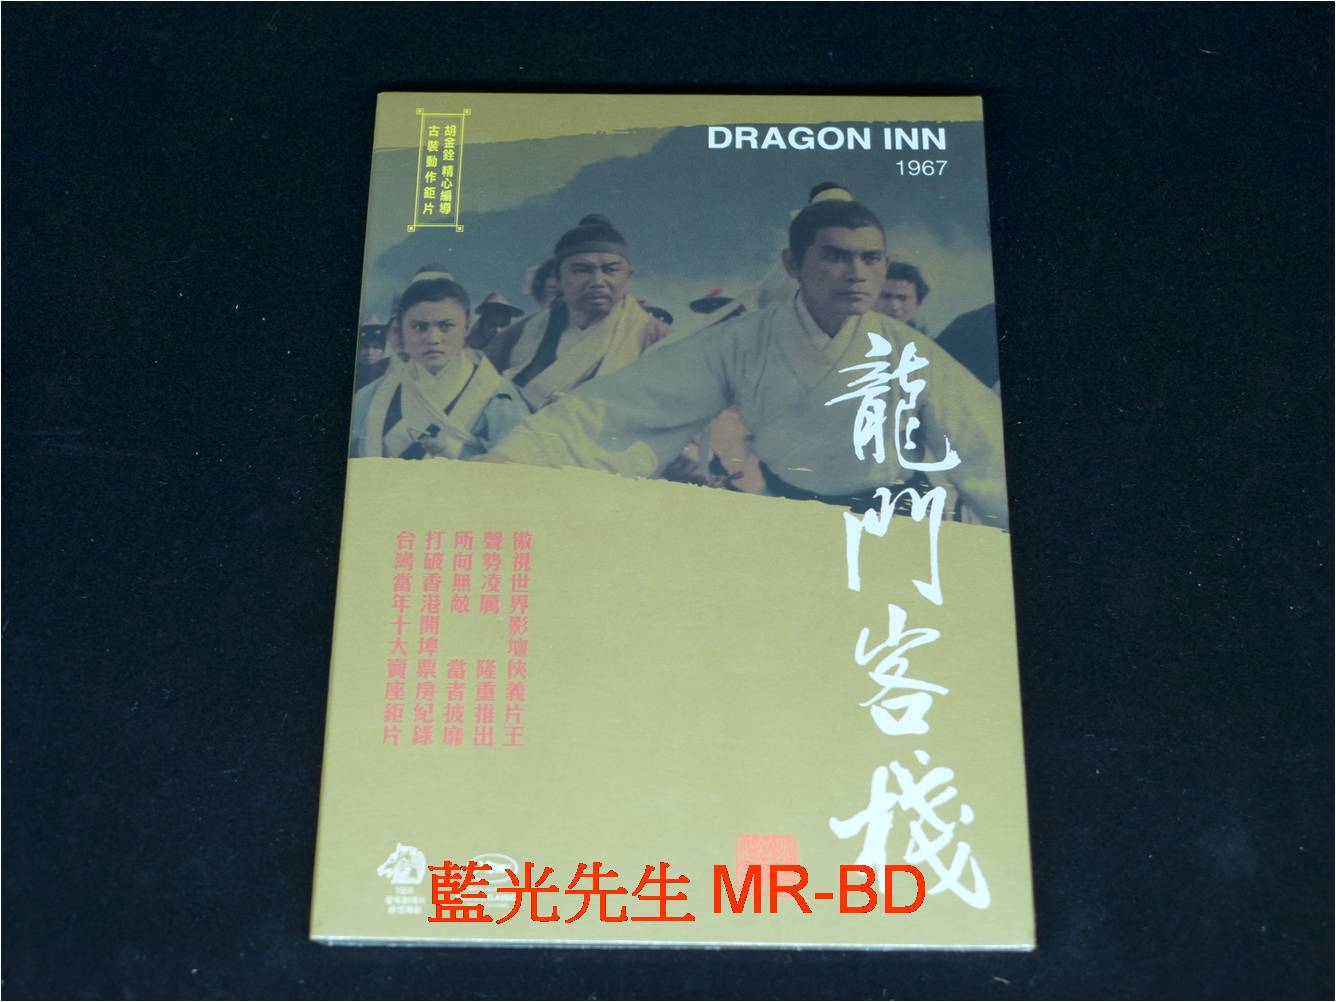 胡金銓 精心編導
古裝動作鉅片
DRAGON INN
1967
龍門客棧
傲視世界影壇俠義片王
聲勢凌厲 隆重推出
所向無敵 當者披靡
打破香港開埠票房紀錄
台灣當年十大賣座鉅片
藍光先生 MR-BD